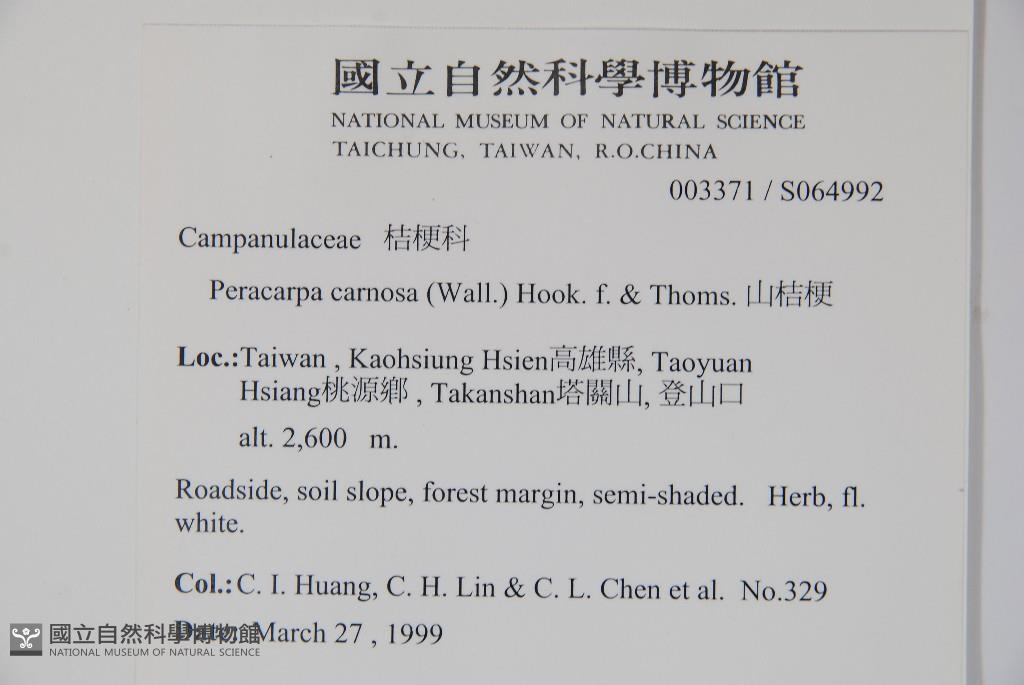 國立自然科學博物館
NATIONAL MUSEUM OF NATURAL SCIENCE
TAICHUNG, TAIWAN, R.O.CHINA
003371 / S064992
Campanulaceae 桔梗科
Peracarpa carnosa (Wall.) Hook. f. & Thoms. 山桔梗
Loc.:Taiwan , Kaohsiung Hsien高雄縣, Taoyuan
Hsiang桃源鄉 , Takanshan塔關山, 登山口
alt. 2,600 m.
Roadside, soil slope, forest margin, semi-shaded. Herb, fl.
white.
Col.:C. I. Huang, C. H. Lin & C. L. Chen et al. No.329
March 27 , 1999
國立自然科學博物館
NATIONAL MUSEUM OF NATURAL SCIENCE